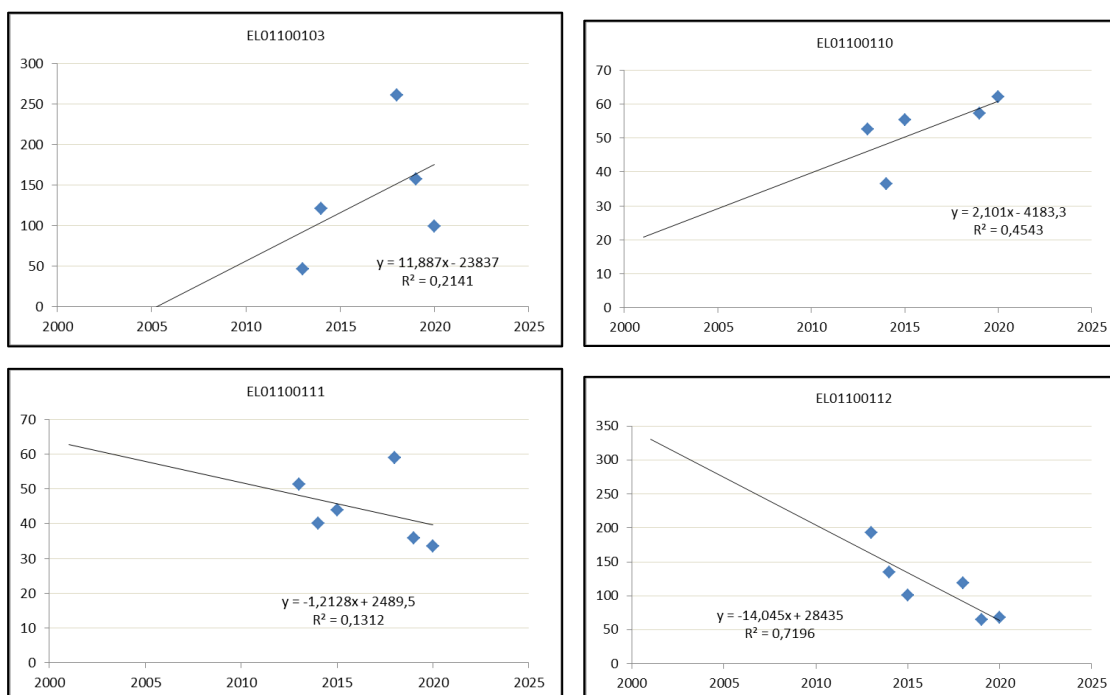 EL01100103
300
250
200
150
100
50
0
y = 11,887x - 23837
R² = 0,2141
2000 2005 2010 2015 2020 2025
EL01100110
70
60
50
40
30
20
10
0
y = 2,101x - 4183,3
R² = 0,4543
2000 2005 2010 2015 2020 2025
EL01100111
70
60
50
40
30
20
10
0
y = -1,2128x + 2489,5
R² = 0,1312
2000 2005 2010 2015 2020 2025
EL01100112
350
300
250
200
150
100
50
0
y = -14,045x + 28435
R² = 0,7196
2000 2005 2010 2015 2020 2025